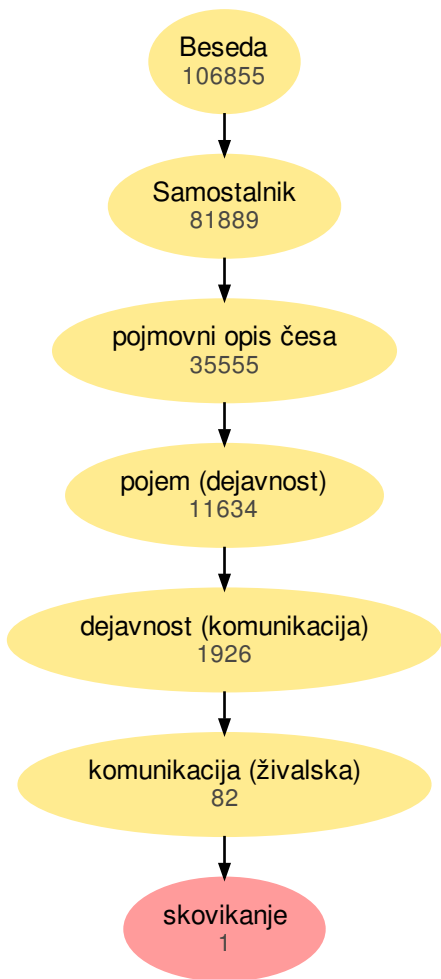 Beseda
106855
Samostalnik
81889
pojmovni opis česa
35555
pojem (dejavnost)
11634
dejavnost (komunikacija)
1926
komunikacija (živalska)
82
skovikanje
1